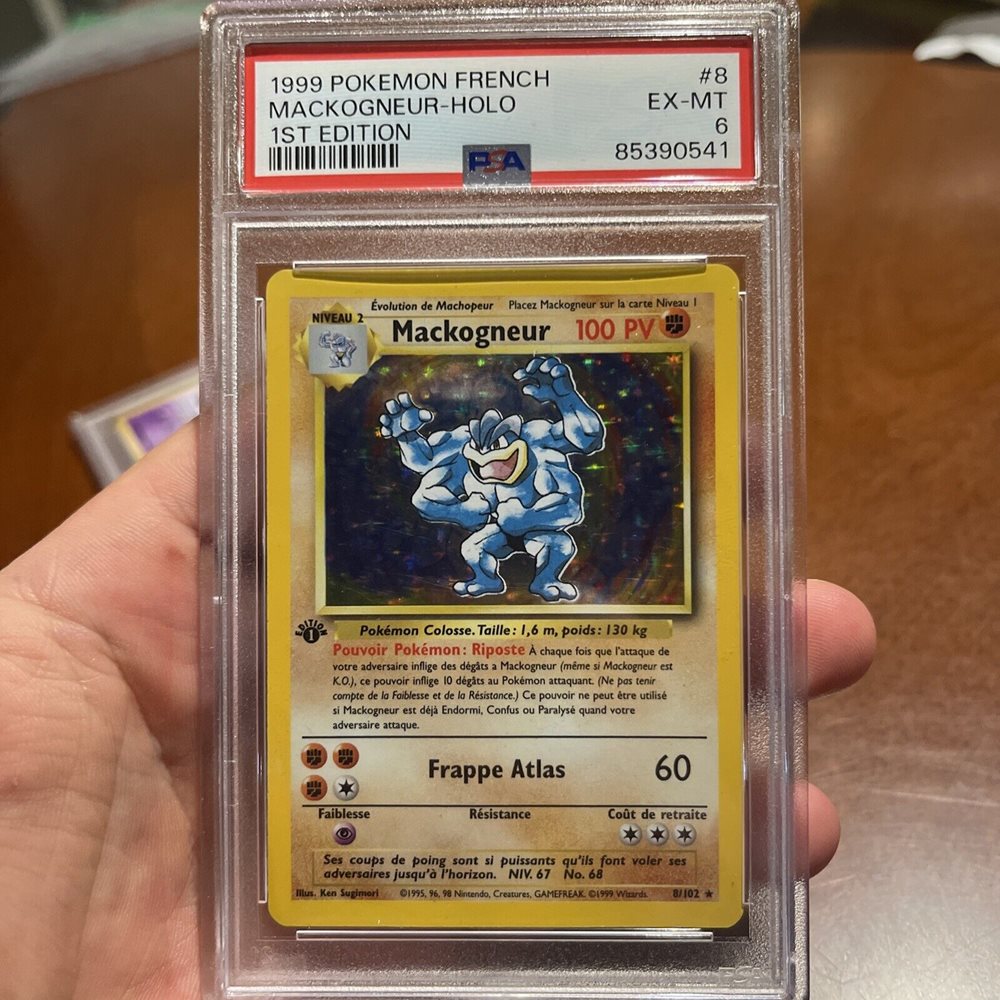 1999 POKEMON FRENCH #8
MACKOGNEUR-HOLO EX-MT
1ST EDITION 6
PSA 85390541
Évolution de Machopeur Placez Mackogneur sur la carte Niveau 1
NIVEAU 2
Mackogneur 100 PV
EDITION 1
Pokémon Colosse. Taille : 1,6 m, poids : 130 kg
Pouvoir Pokémon : Riposte À chaque fois que l'attaque de
votre adversaire inflige des dégâts a Mackogneur (même si Mackogneur est
K.O.), ce pouvoir inflige 10 dégâts au Pokémon attaquant. (Ne pas tenir
compte de la Faiblesse et de la Résistance.) Ce pouvoir ne peut être utilisé
si Mackogneur est déjà Endormi, Confus ou Paralysé quand votre
adversaire attaque.
Frappe Atlas 60
Faiblesse Résistance Coût de retraite
Ses coups de poing sont si puissants qu'ils font voler ses
adversaires jusqu'à l'horizon. NIV. 67 No. 68
Illus. Ken Sugimori ©1995, 96, 98 Nintendo, Creatures, GAMEFREAK. ©1999 Wizards. 8/102 ★